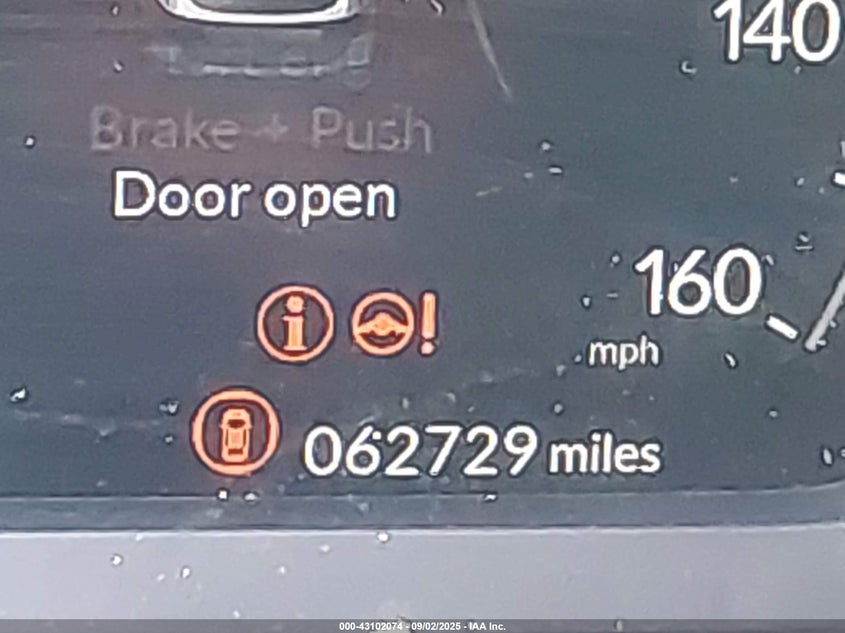 140
Brake + Push
Door open
160
mph
062729 miles
000-43102074 - 09/02/2025 - IAA Inc.